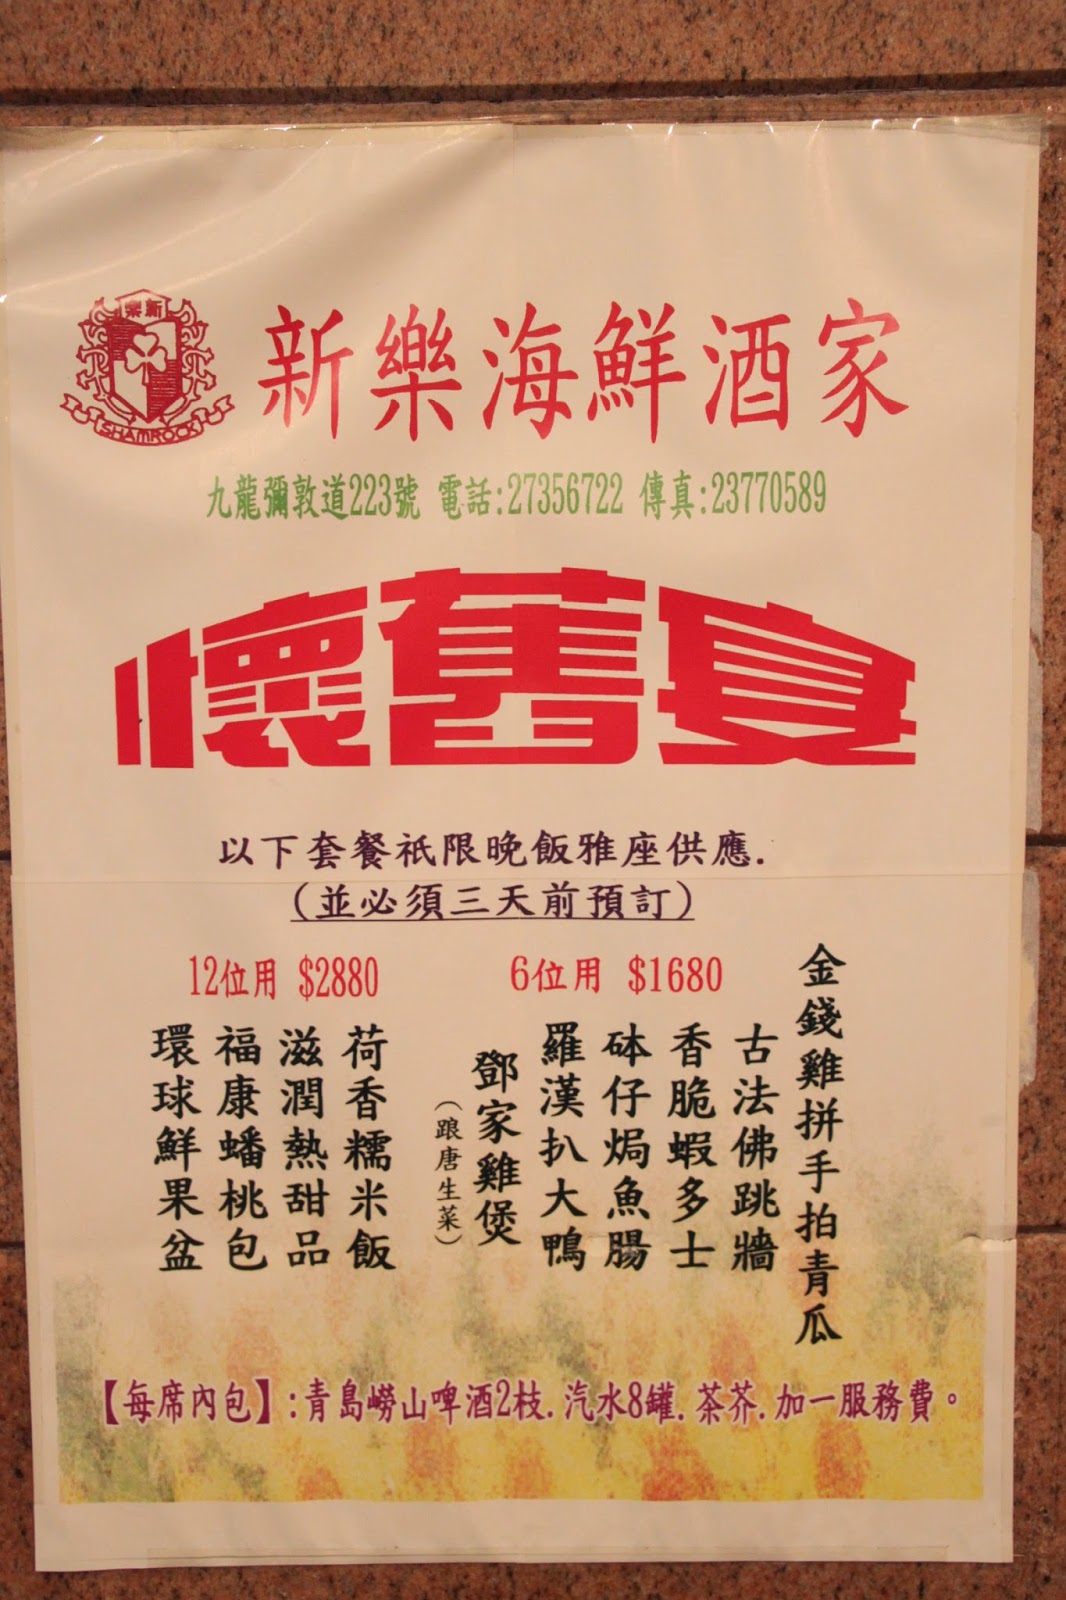 新樂
SHAMROCK
新樂海鮮酒家
九龍彌敦道223號 電話:27356722 傳真:23770589
懷舊宴
以下套餐祇限晚飯雅座供應.
(並必須三天前預訂)
12位用 $2880
6位用 $1680
金錢雞拼手拍青瓜
古法佛跳牆
香脆蝦多士
砵仔焗魚腸
羅漢扒大鴨
鄧家雞煲
(踉唐生菜)
荷香糯米飯
滋潤熱甜品
福康蟠桃包
環球鮮果盆
【每席內包】:青島嶗山啤酒2枝.汽水8罐.茶芥.加一服務費。